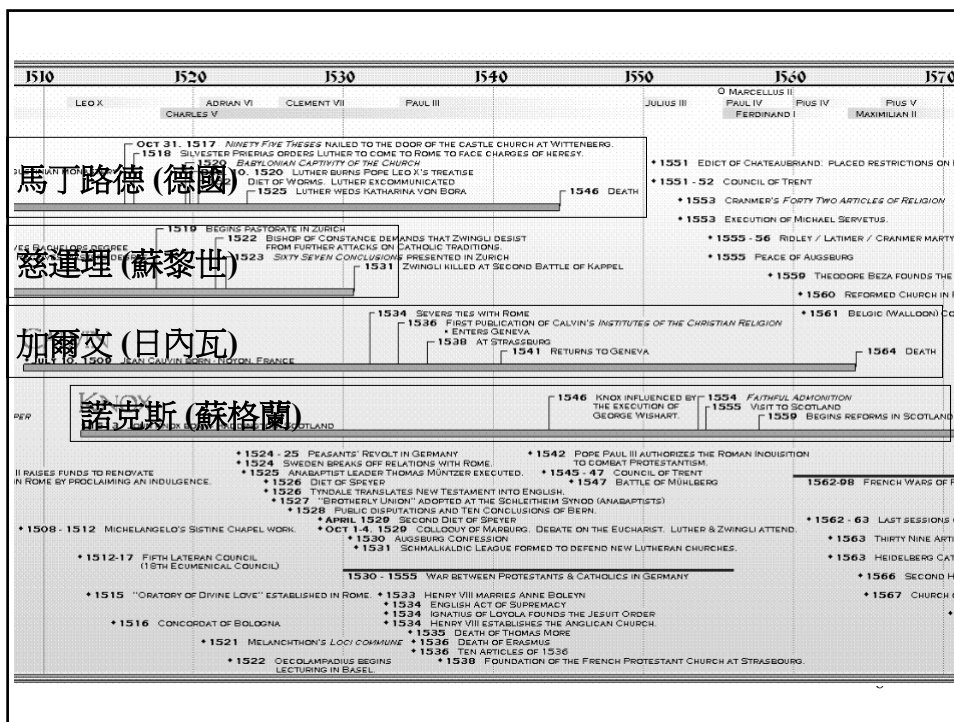 1510 1520 1530 1540 1550 1560 1570
MARCELLUS II
LEO X ADRIAN VI CLEMENT VII PAUL III JULIUS III PAUL IV PIUS IV PIUS V
CHARLES V FERDINAND I MAXIMILIAN II
OCT 31, 1517 NINETY FIVE THESES NAILED TO THE DOOR OF THE CASTLE CHURCH AT WITTENBERG.
1518 SILVESTER PRIERIAS ORDERS LUTHER TO COME TO ROME TO FACE CHARGES OF HERESY.
1520 BABYLONIAN CAPTIVITY OF THE CHURCH
10, 1520 LUTHER BURNS POPE LEO X'S TREATISE
DIET OF WORMS. LUTHER EXCOMMUNICATED
1525 LUTHER WEDS KATHARINA VON BORA
1546 DEATH
馬丁路德 (德國)
1551 EDICT OF CHATEAUBRAND: PLACED RESTRICTIONS ON
1551 - 52 COUNCIL OF TRENT
1553 CRANMER'S FORTY TWO ARTICLES OF RELIGION
1553 EXECUTION OF MICHAEL SERVETUS.
1555 - 56 RIDLEY / LATIMER / CRANMER MARTY
1555 PEACE OF AUGSBURG
1559 THEODORE BEZA FOUNDS THE
1560 REFORMED CHURCH IN
1561 BELGIC (WALLOON) CO
1519 BEGINS PASTORATE IN ZURICH
1522 BISHOP OF CONSTANCE DEMANDS THAT ZWINGLI DESIST
FROM FURTHER ATTACKS ON CATHOLIC TRADITIONS.
BACHELORS DEGREE
1523 SIXTY SEVEN CONCLUSIONS PRESENTED IN ZURICH
1531 ZWINGLI KILLED AT SECOND BATTLE OF KAPPEL
慈運理 (蘇黎世)
1534 SEVERS TIES WITH ROME
1536 FIRST PUBLICATION OF CALVIN'S INSTITUTES OF THE CHRISTIAN RELIGION
• ENTERS GENEVA
1538 AT STRASSBURG
1541 RETURNS TO GENEVA
1564 DEATH
加爾文 (日內瓦)
JULY 10, 1509 JEAN CAUVIN BORN - NOYON, FRANCE
KNOX
諾克斯 (蘇格蘭)
1546 KNOX INFLUENCED BY
THE EXECUTION OF
GEORGE WISHART.
1554 FAITHFUL ADMONITION
1555 VISIT TO SCOTLAND
1559 BEGINS REFORMS IN SCOTLAND
PER
1524 - 25 PEASANTS' REVOLT IN GERMANY
1524 SWEDEN BREAKS OFF RELATIONS WITH ROME.
1525 ANABAPTIST LEADER THOMAS MÜNTZER EXECUTED.
1526 DIET OF SPEYER
1526 TYNDALE TRANSLATES NEW TESTAMENT INTO ENGLISH.
1527 "BROTHERLY UNION" ADOPTED AT THE SCHLEITHEIM SYNOD (ANABAPTISTS)
1528 PUBLIC DISPUTATIONS AND TEN CONCLUSIONS OF BERN.
APRIL 1529 SECOND DIET OF SPEYER
OCT 1-4, 1529 COLLOQUY OF MARBURG. DEBATE ON THE EUCHARIST. LUTHER & ZWINGLI ATTEND.
1530 AUGSBURG CONFESSION
1531 SCHMALKALDIC LEAGUE FORMED TO DEFEND NEW LUTHERAN CHURCHES.
1542 POPE PAUL III AUTHORIZES THE ROMAN INQUISITION
TO COMBAT PROTESTANTISM.
1545 - 47 COUNCIL OF TRENT
1547 BATTLE OF MÜHLBERG
II RAISES FUNDS TO RENOVATE
IN ROME BY PROCLAIMING AN INDULGENCE.
1508 - 1512 MICHELANGELO'S SISTINE CHAPEL WORK.
1512-17 FIFTH LATERAN COUNCIL
(18TH ECUMENICAL COUNCIL)
1562-98 FRENCH WARS OF
1562 - 63 LAST SESSIONS
1563 THIRTY NINE ARTI
1563 HEIDELBERG CAT
1566 SECOND H
1567 CHURCH
1530 - 1555 WAR BETWEEN PROTESTANTS & CATHOLICS IN GERMANY
1515 "ORATORY OF DIVINE LOVE" ESTABLISHED IN ROME.
1516 CONCORDAT OF BOLOGNA
1521 MELANCHTHON'S LOCI COMMUNE
1522 OECOLAMPADIUS BEGINS
LECTURING IN BASEL.
1533 HENRY VIII MARRIES ANNE BOLEYN
1534 ENGLISH ACT OF SUPREMACY
1534 IGNATIUS OF LOYOLA FOUNDS THE JESUIT ORDER
1534 HENRY VIII ESTABLISHES THE ANGLICAN CHURCH.
1535 DEATH OF THOMAS MORE
1536 DEATH OF ERASMUS
1536 TEN ARTICLES OF 1536
1538 FOUNDATION OF THE FRENCH PROTESTANT CHURCH AT STRASBOURG.